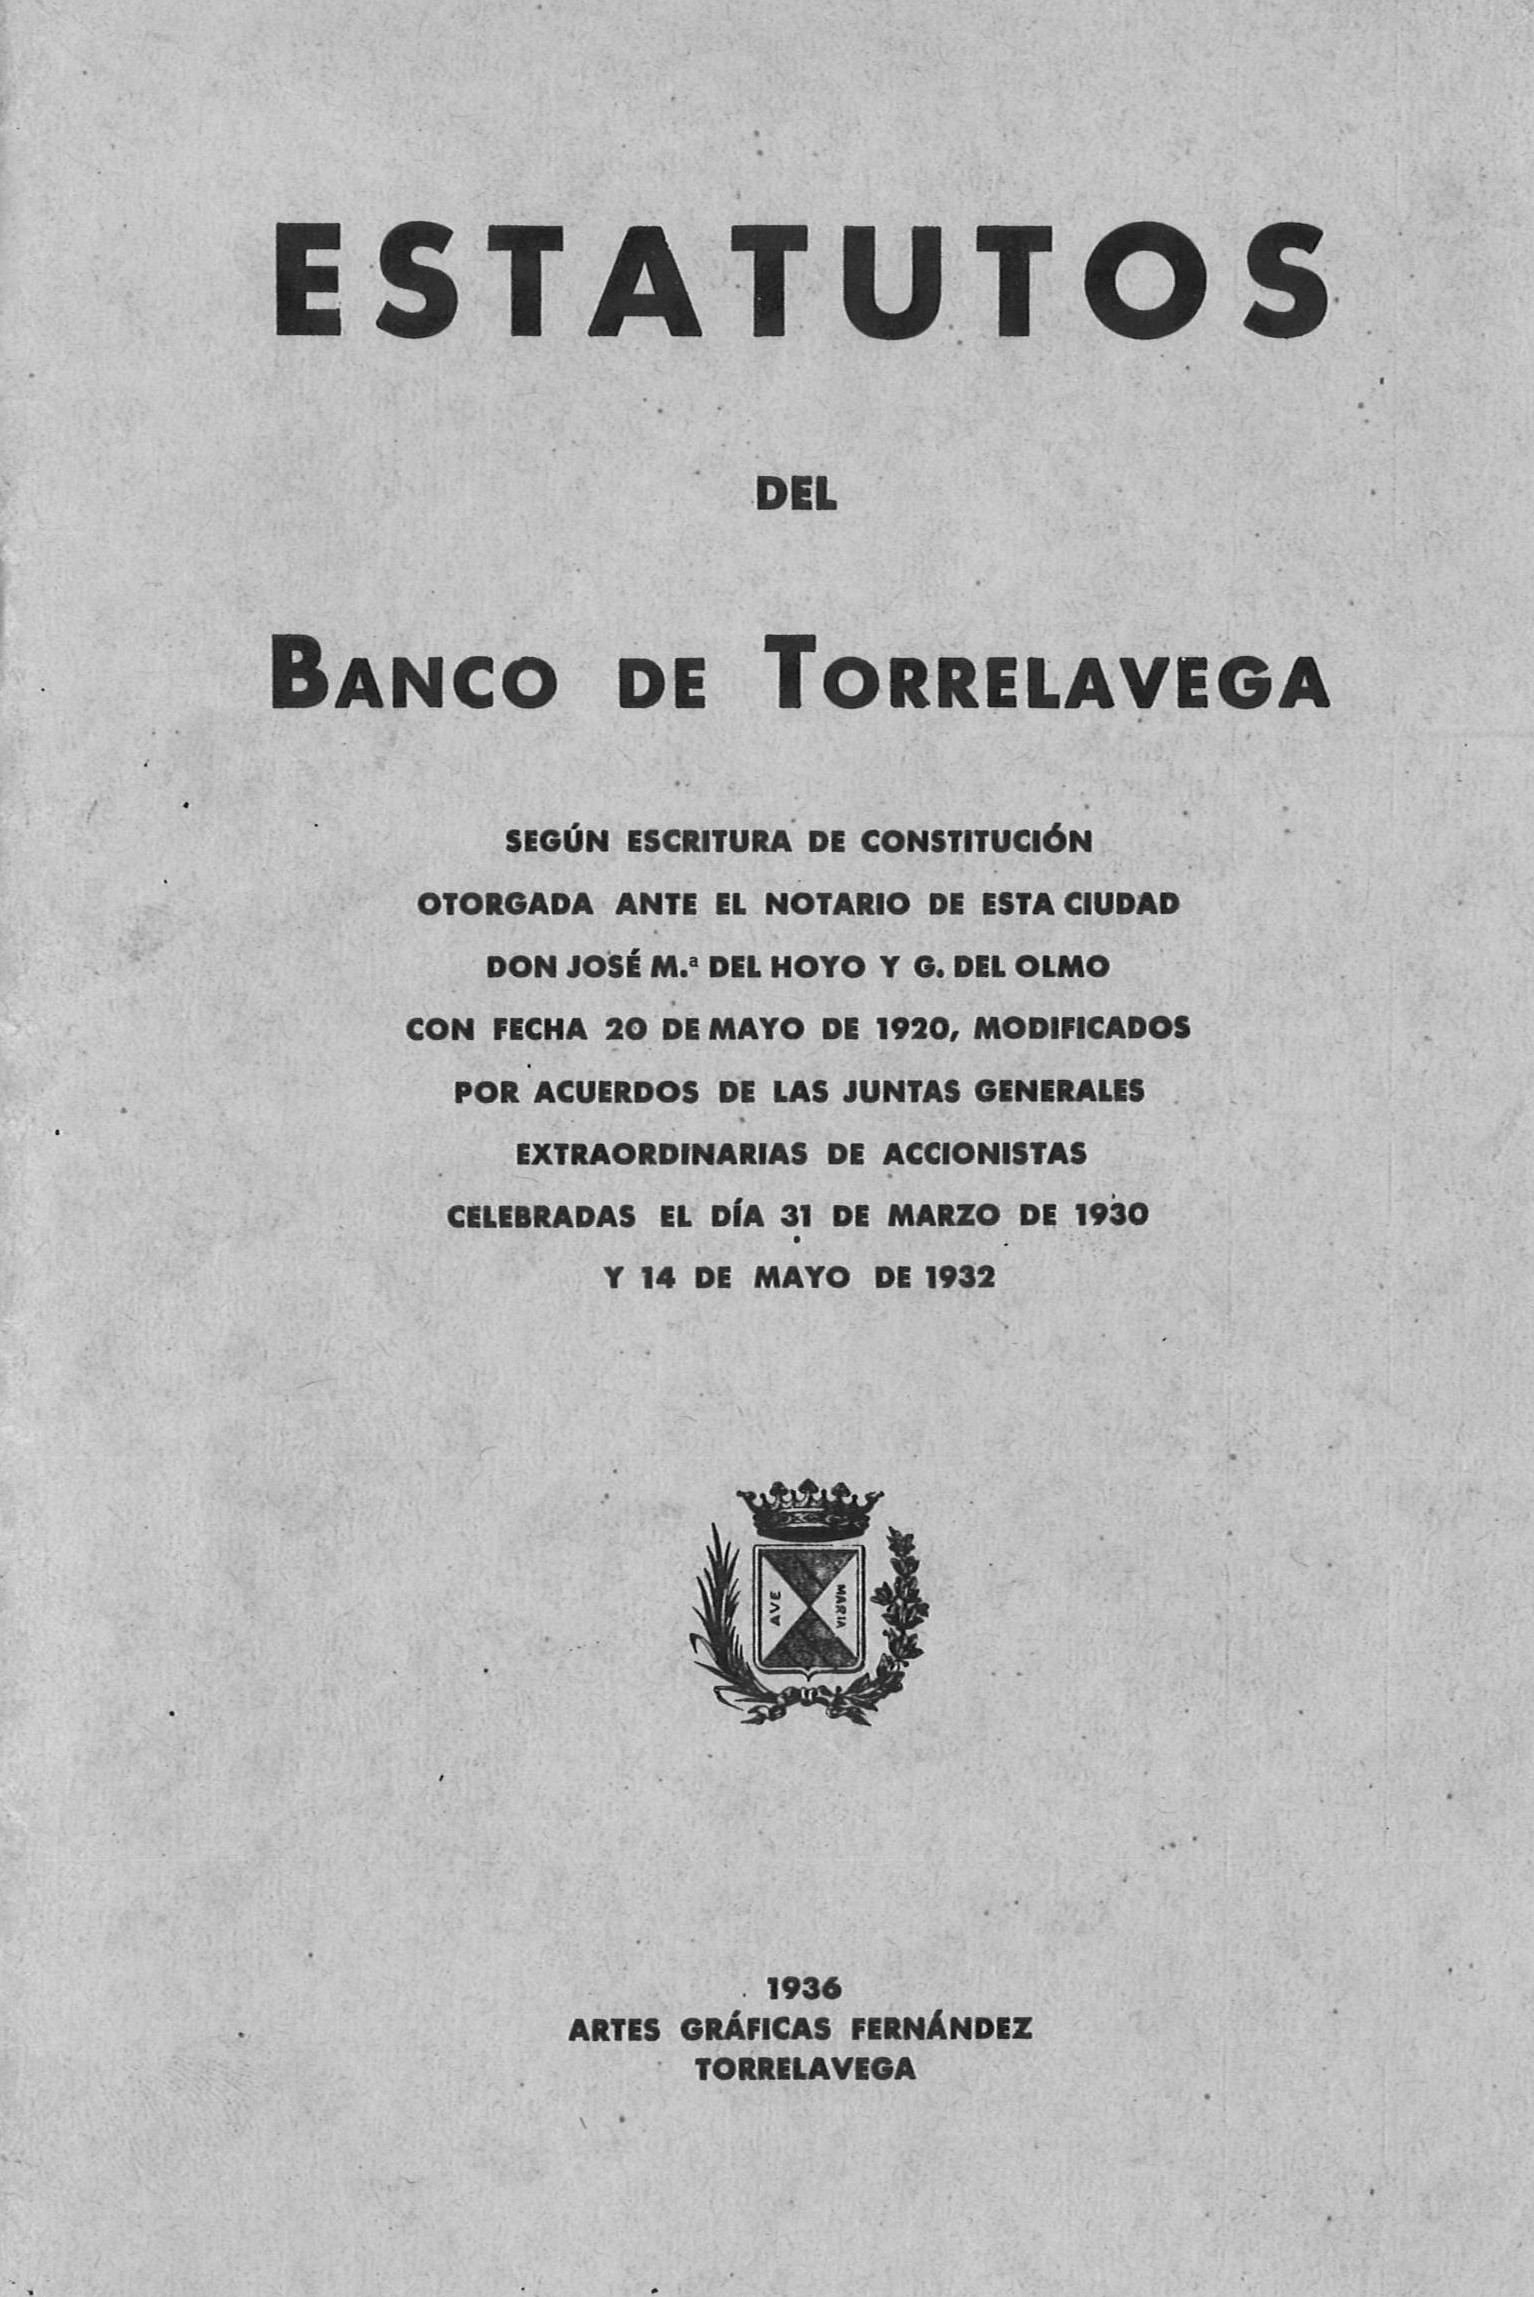 ESTATUTOS
DEL
BANCO DE TORRELAVEGA
SEGÚN ESCRITURA DE CONSTITUCIÓN
OTORGADA ANTE EL NOTARIO DE ESTA CIUDAD
DON JOSÉ M.ª DEL HOYO Y G. DEL OLMO
CON FECHA 20 DE MAYO DE 1920, MODIFICADOS
POR ACUERDOS DE LAS JUNTAS GENERALES
EXTRAORDINARIAS DE ACCIONISTAS
CELEBRADAS EL DÍA 31 DE MARZO DE 1930
Y 14 DE MAYO DE 1932
AVE
MARIA
1936
ARTES GRÁFICAS FERNÁNDEZ
TORRELAVEGA